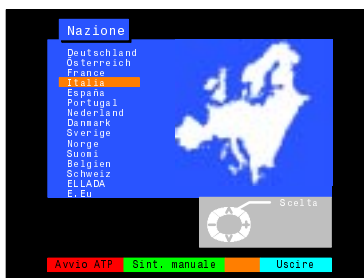 Nazione
Deutschland
Österreich
France
Italia
España
Portugal
Nederland
Danmark
Sverige
Norge
Suomi
Belgien
Schweiz
ELLADA
E.Eu
Scelta
Avvio ATP Sint. manuale Uscire